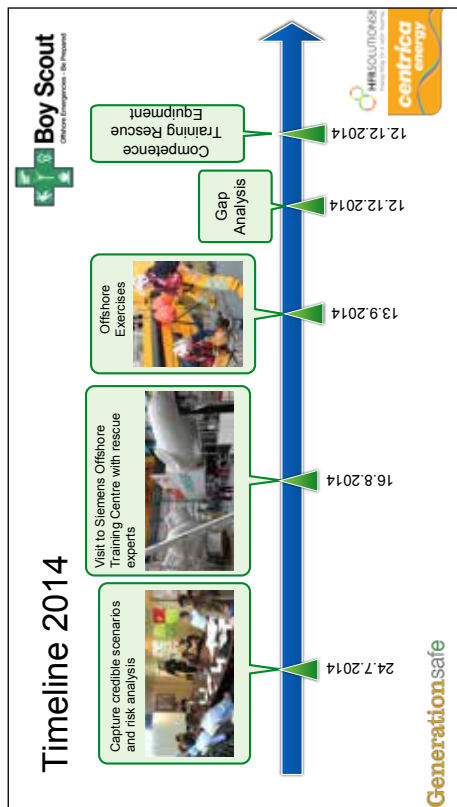 Timeline 2014
Boy Scout
Offshore Emergencies - Be Prepared
Capture credible scenarios
and risk analysis
Visit to Siemens Offshore
Training Centre with rescue
experts
Offshore
Exercises
Gap
Analysis
Competence
Training Rescue
Equipment
24.7.2014
16.8.2014
13.9.2014
12.12.2014
12.12.2014
Generationsafe
HFRSOLUTIONS
centrica
energy